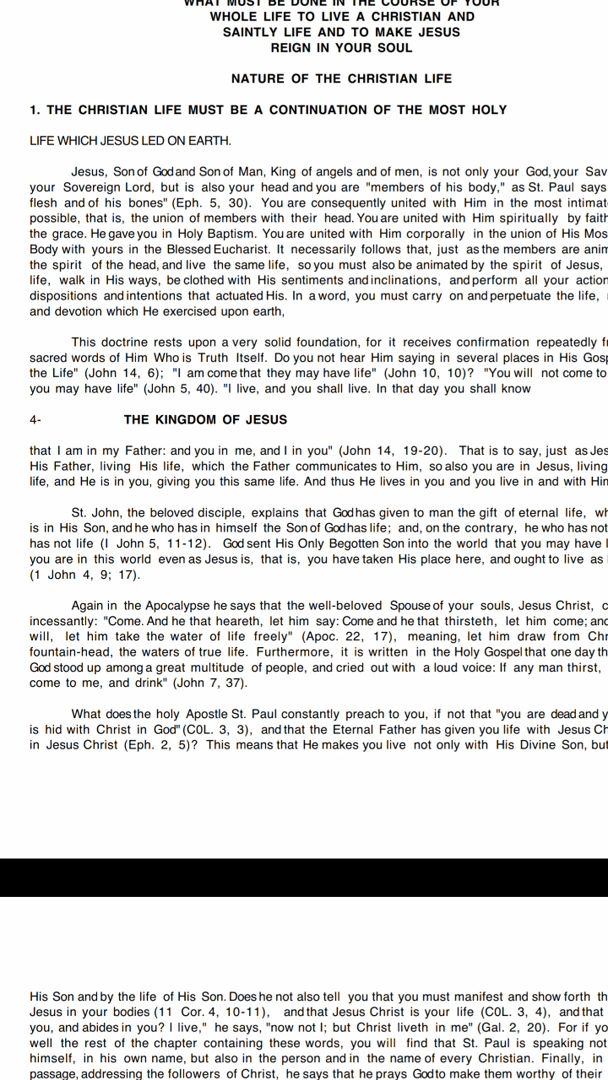 WHAT MUST BE DONE IN THE COURSE OF YOUR
WHOLE LIFE TO LIVE A CHRISTIAN AND
SAINTLY LIFE AND TO MAKE JESUS
REIGN IN YOUR SOUL
NATURE OF THE CHRISTIAN LIFE
1. THE CHRISTIAN LIFE MUST BE A CONTINUATION OF THE MOST HOLY
LIFE WHICH JESUS LED ON EARTH.
Jesus, Son of God and Son of Man, King of angels and of men, is not only your God, your Sav
your Sovereign Lord, but is also your head and you are "members of his body," as St. Paul says
flesh and of his bones" (Eph. 5, 30). You are consequently united with Him in the most intimat
possible, that is, the union of members with their head. You are united with Him spiritually by faith
the grace. He gave you in Holy Baptism. You are united with Him corporally in the union of His Mos
Body with yours in the Blessed Eucharist. It necessarily follows that, just as the members are anim
the spirit of the head, and live the same life, so you must also be animated by the spirit of Jesus,
life, walk in His ways, be clothed with His sentiments and inclinations, and perform all your action
dispositions and intentions that actuated His. In a word, you must carry on and perpetuate the life,
and devotion which He exercised upon earth,
This doctrine rests upon a very solid foundation, for it receives confirmation repeatedly f
sacred words of Him Who is Truth Itself. Do you not hear Him saying in several places in His Gosp
the Life" (John 14, 6); "I am come that they may have life" (John 10, 10)? "You will not come to
you may have life" (John 5, 40). "I live, and you shall live. In that day you shall know
4- THE KINGDOM OF JESUS
that I am in my Father: and you in me, and I in you" (John 14, 19-20). That is to say, just as Jes
His Father, living His life, which the Father communicates to Him, so also you are in Jesus, living
life, and He is in you, giving you this same life. And thus He lives in you and you live in and with Him
St. John, the beloved disciple, explains that God has given to man the gift of eternal life, wh
is in His Son, and he who has in himself the Son of God has life; and, on the contrary, he who has not
has not life (I John 5, 11-12). God sent His Only Begotten Son into the world that you may have l
you are in this world even as Jesus is, that is, you have taken His place here, and ought to live as
(1 John 4, 9; 17).
Again in the Apocalypse he says that the well-beloved Spouse of your souls, Jesus Christ, c
incessantly: "Come. And he that heareth, let him say: Come and he that thirsteth, let him come; and
will, let him take the water of life freely" (Apoc. 22, 17), meaning, let him draw from Chr
fountain-head, the waters of true life. Furthermore, it is written in the Holy Gospel that one day th
God stood up among a great multitude of people, and cried out with a loud voice: If any man thirst,
come to me, and drink" (John 7, 37).
What does the holy Apostle St. Paul constantly preach to you, if not that "you are dead and y
is hid with Christ in God" (C0L. 3, 3), and that the Eternal Father has given you life with Jesus Ch
in Jesus Christ (Eph. 2, 5)? This means that He makes you live not only with His Divine Son, but
His Son and by the life of His Son. Does he not also tell you that you must manifest and show forth th
Jesus in your bodies (11 Cor. 4, 10-11), and that Jesus Christ is your life (C0L. 3, 4), and that
you, and abides in you? I live," he says, "now not I; but Christ liveth in me" (Gal. 2, 20). For if yo
well the rest of the chapter containing these words, you will find that St. Paul is speaking not
himself, in his own name, but also in the person and in the name of every Christian. Finally, in
passage, addressing the followers of Christ, he says that he prays God to make them worthy of their